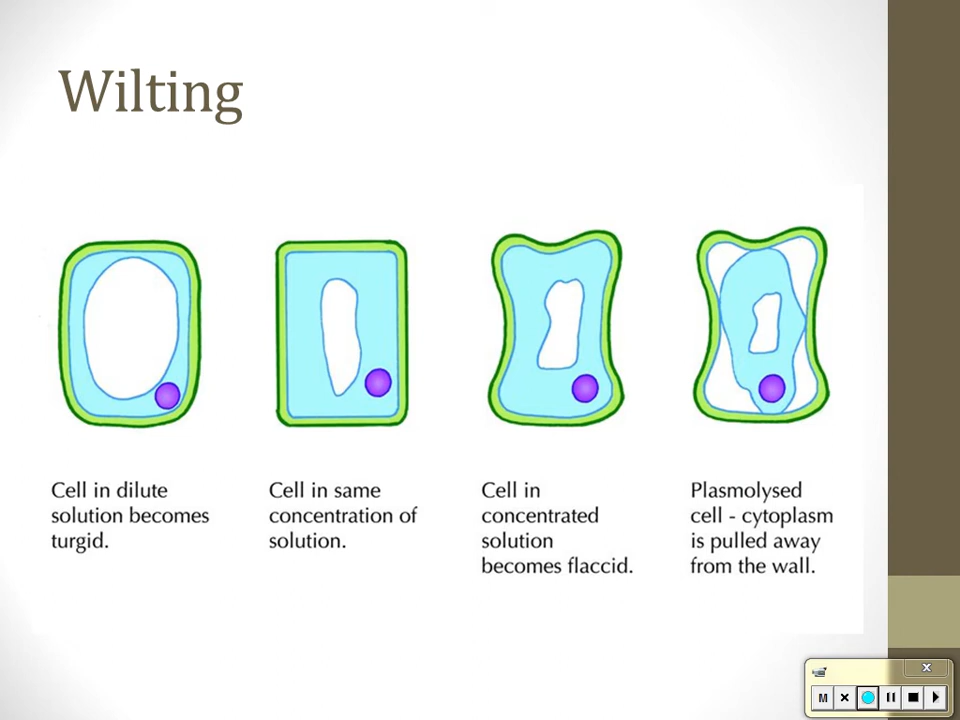 Wilting
Cell in dilute
solution becomes
turgid.
Cell in same
concentration of
solution.
Cell in
concentrated
solution
becomes flaccid.
Plasmolysed
cell - cytoplasm
is pulled away
from the wall.
x
M